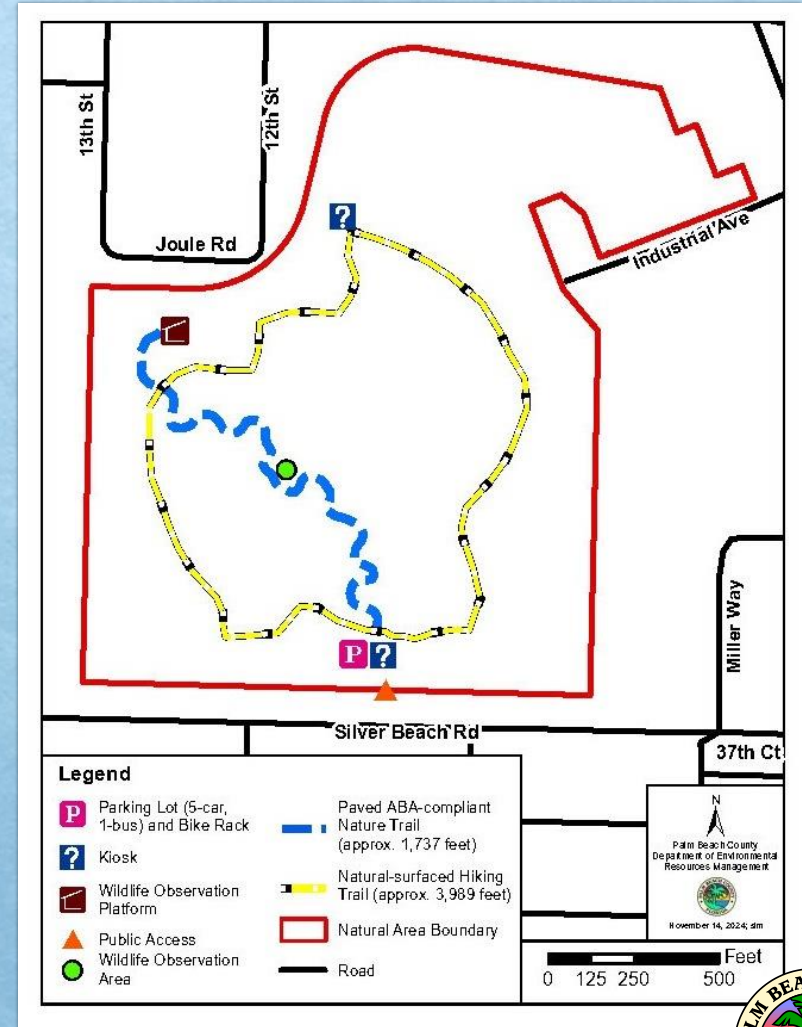 13th St
12th St
Joule Rd
?
Industrial Ave
P ?
Miller Way
Silver Beach Rd
37th Ct
Legend
P Parking Lot (5-car,
1-bus) and Bike Rack
? Kiosk
Wildlife Observation
Platform
Public Access
Wildlife Observation
Area
Paved ABA-compliant
Nature Trail
(approx. 1,737 feet)
Natural-surfaced Hiking
Trail (approx. 3,989 feet)
Natural Area Boundary
Road
N
Palm Beach County
Department of Environmental
Resources Management
November 14, 2024; slm
Feet
0 125 250 500